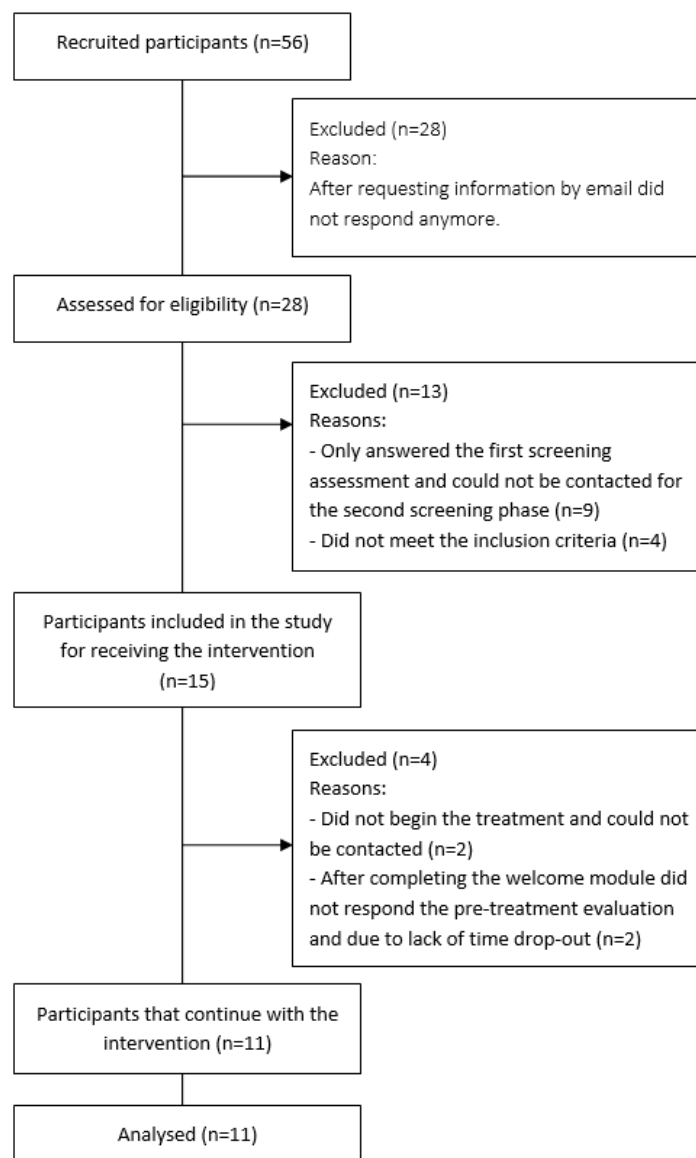 Recruited participants (n=56)
Excluded (n=28)
Reason:
After requesting information by email did
not respond anymore.
Assessed for eligibility (n=28)
Excluded (n=13)
Reasons:
- Only answered the first screening
assessment and could not be contacted for
the second screening phase (n=9)
- Did not meet the inclusion criteria (n=4)
Participants included in the study
for receiving the intervention
(n=15)
Excluded (n=4)
Reasons:
- Did not begin the treatment and could not
be contacted (n=2)
- After completing the welcome module did
not respond the pre-treatment evaluation
and due to lack of time drop-out (n=2)
Participants that continue with the
intervention (n=11)
Analysed (n=11)